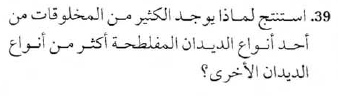 39. استنتج لماذا يوجد الكثير من المخلوقات من
أحد أنواع الديدان المفلطحة أكثر من أنواع
الديدان الأخرى؟